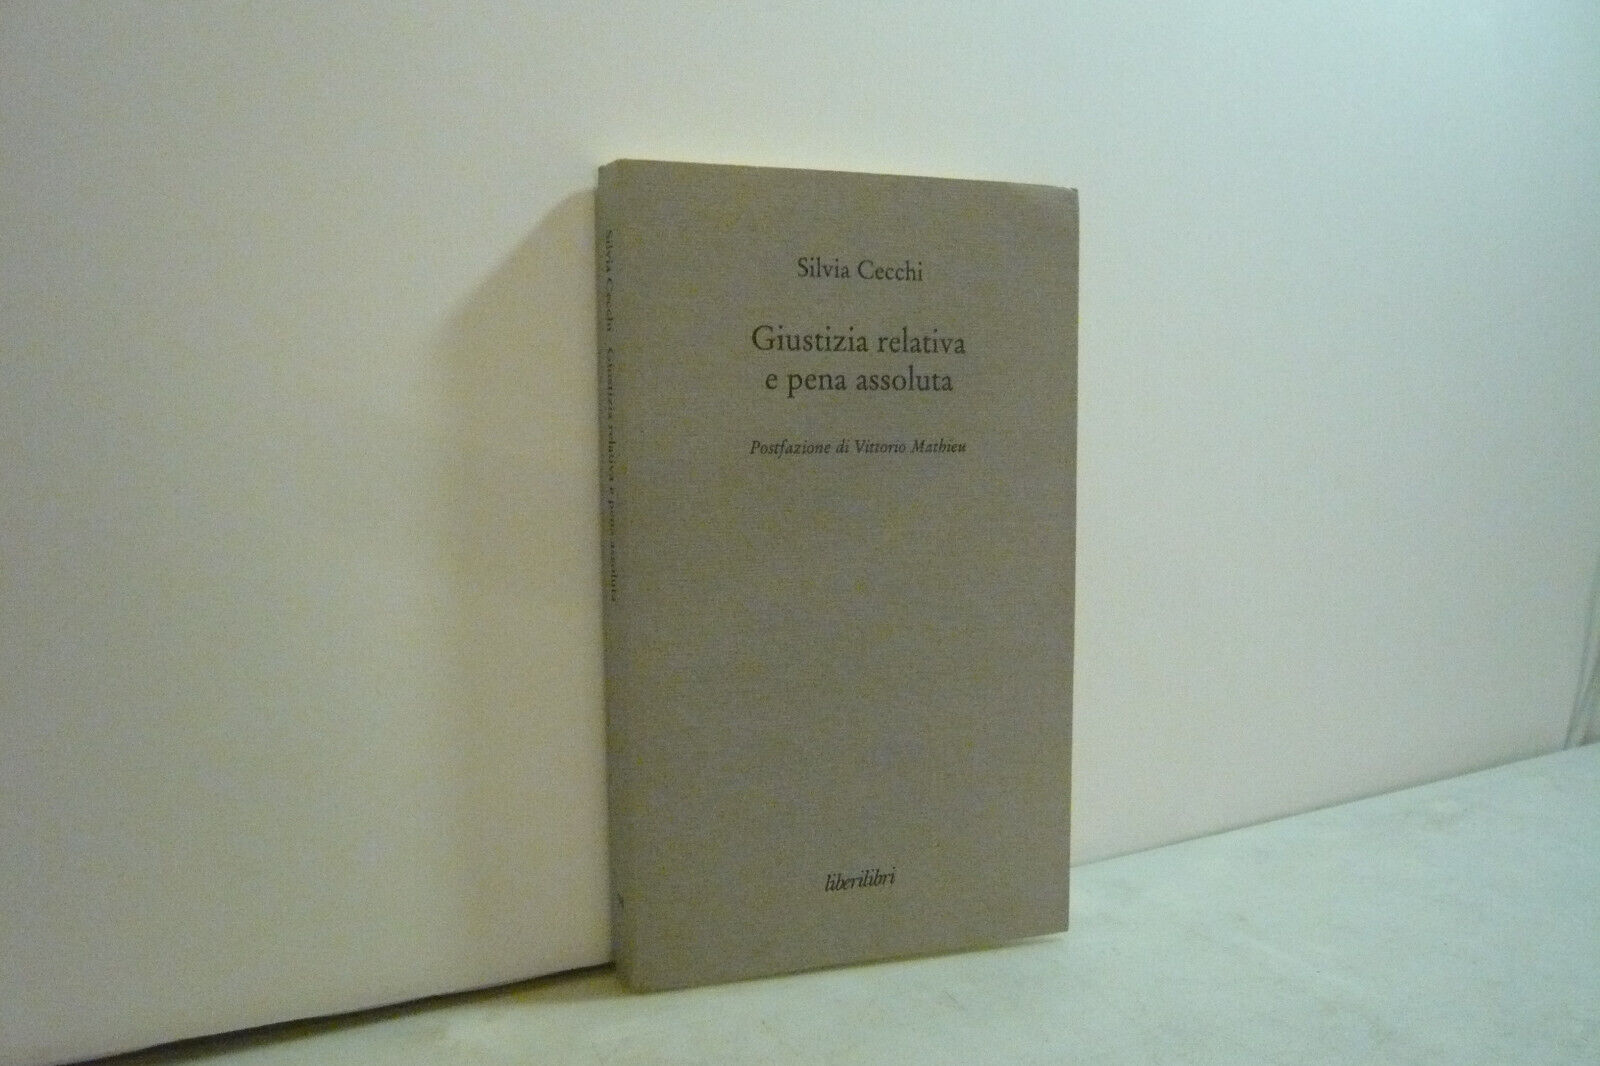 Silvia Cecchi
Giustizia relativa
e pena assoluta
Postfazione di Vittorio Mathieu
liberilibri
Silvia Cecchi Giustizia relativa e pena assoluta